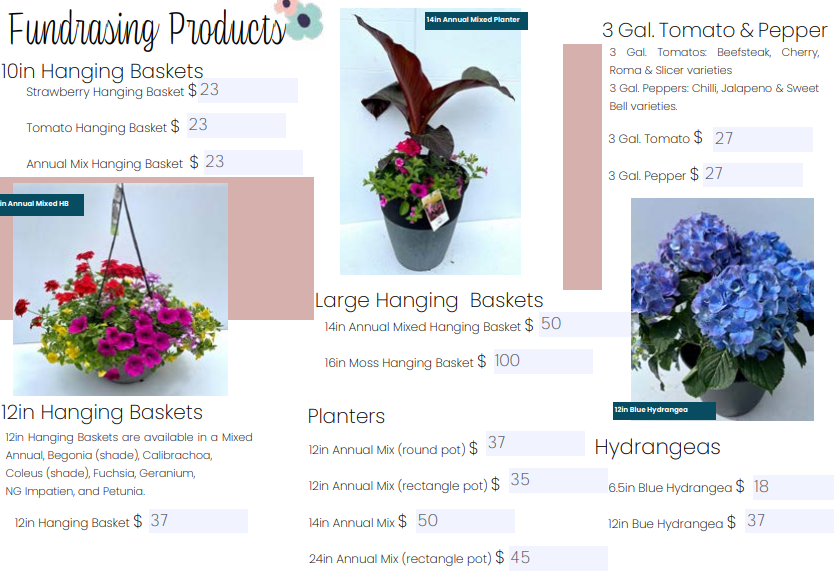 Fundrasing Products
10in Hanging Baskets
Strawberry Hanging Basket $ 23
Tomato Hanging Basket $ 23
Annual Mix Hanging Basket $ 23
in Annual Mixed HB
12in Hanging Baskets
12in Hanging Baskets are available in a Mixed
Annual, Begonia (shade), Calibrachoa,
Coleus (shade), Fuchsia, Geranium,
NG Impatien, and Petunia.
12in Hanging Basket $ 37
14in Annual Mixed Planter
Large Hanging Baskets
14in Annual Mixed Hanging Basket $ 50
16in Moss Hanging Basket $ 100
Planters
12in Annual Mix (round pot) $ 37
12in Annual Mix (rectangle pot) $ 35
14in Annual Mix $ 50
24in Annual Mix (rectangle pot) $ 45
3 Gal. Tomato & Pepper
3 Gal. Tomatos: Beefsteak, Cherry,
Roma & Slicer varieties
3 Gal. Peppers: Chilli, Jalapeno & Sweet
Bell varieties.
3 Gal. Tomato $ 27
3 Gal. Pepper $ 27
12in Blue Hydrangea
Hydrangeas
6.5in Blue Hydrangea $ 18
12in Bue Hydrangea $ 37